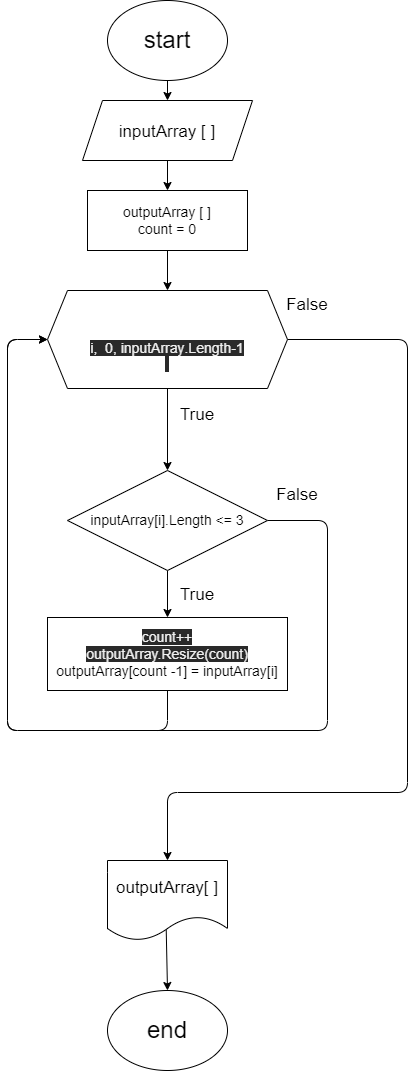 start
inputArray [ ]
outputArray [ ]
count = 0
False
i,  0, inputArray.Length-1
True
False
inputArray[i].Length <= 3
True
count++
outputArray.Resize(count)
outputArray[count -1] = inputArray[i]
outputArray[ ]
end